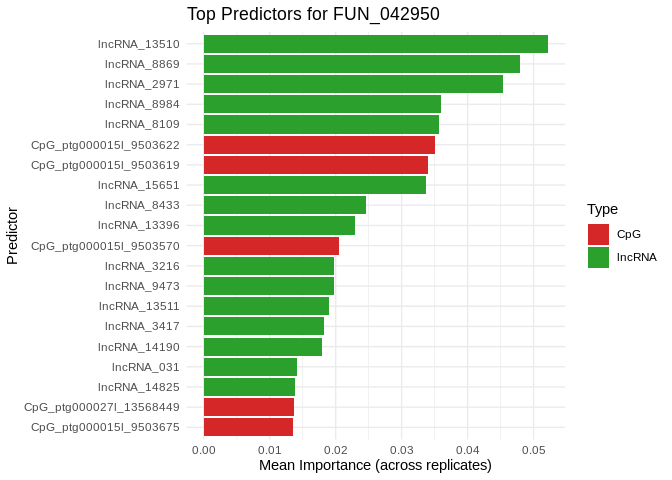 Top Predictors for FUN_042950
lncRNA_13510
lncRNA_8869
lncRNA_2971
lncRNA_8984
lncRNA_8109
CpG_ptg000015l_9503622
CpG_ptg000015l_9503619
lncRNA_15651
lncRNA_8433
lncRNA_13396
CpG_ptg000015l_9503570
lncRNA_3216
lncRNA_9473
lncRNA_13511
lncRNA_3417
lncRNA_14190
lncRNA_031
lncRNA_14825
CpG_ptg000027l_13568449
CpG_ptg000015l_9503675
Predictor
0.00 0.01 0.02 0.03 0.04 0.05
Mean Importance (across replicates)
Type
CpG
lncRNA